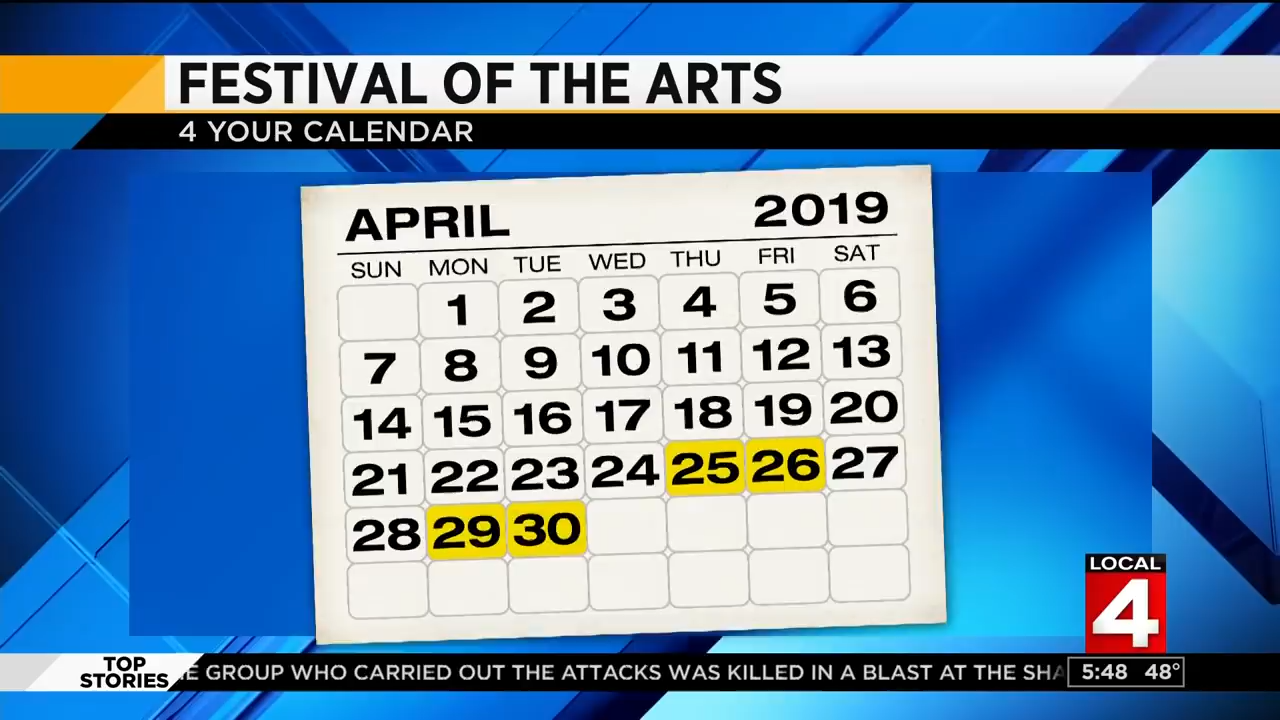 FESTIVAL OF THE ARTS
4 YOUR CALENDAR
APRIL 2019
SUN MON TUE WED THU FRI SAT
1 2 3 4 5 6
7 8 9 10 11 12 13
14 15 16 17 18 19 20
21 22 23 24 25 26 27
28 29 30
LOCAL
4
TOP
STORIES
GROUP WHO CARRIED OUT THE ATTACKS WAS KILLED IN A BLAST AT THE
5:48 48°